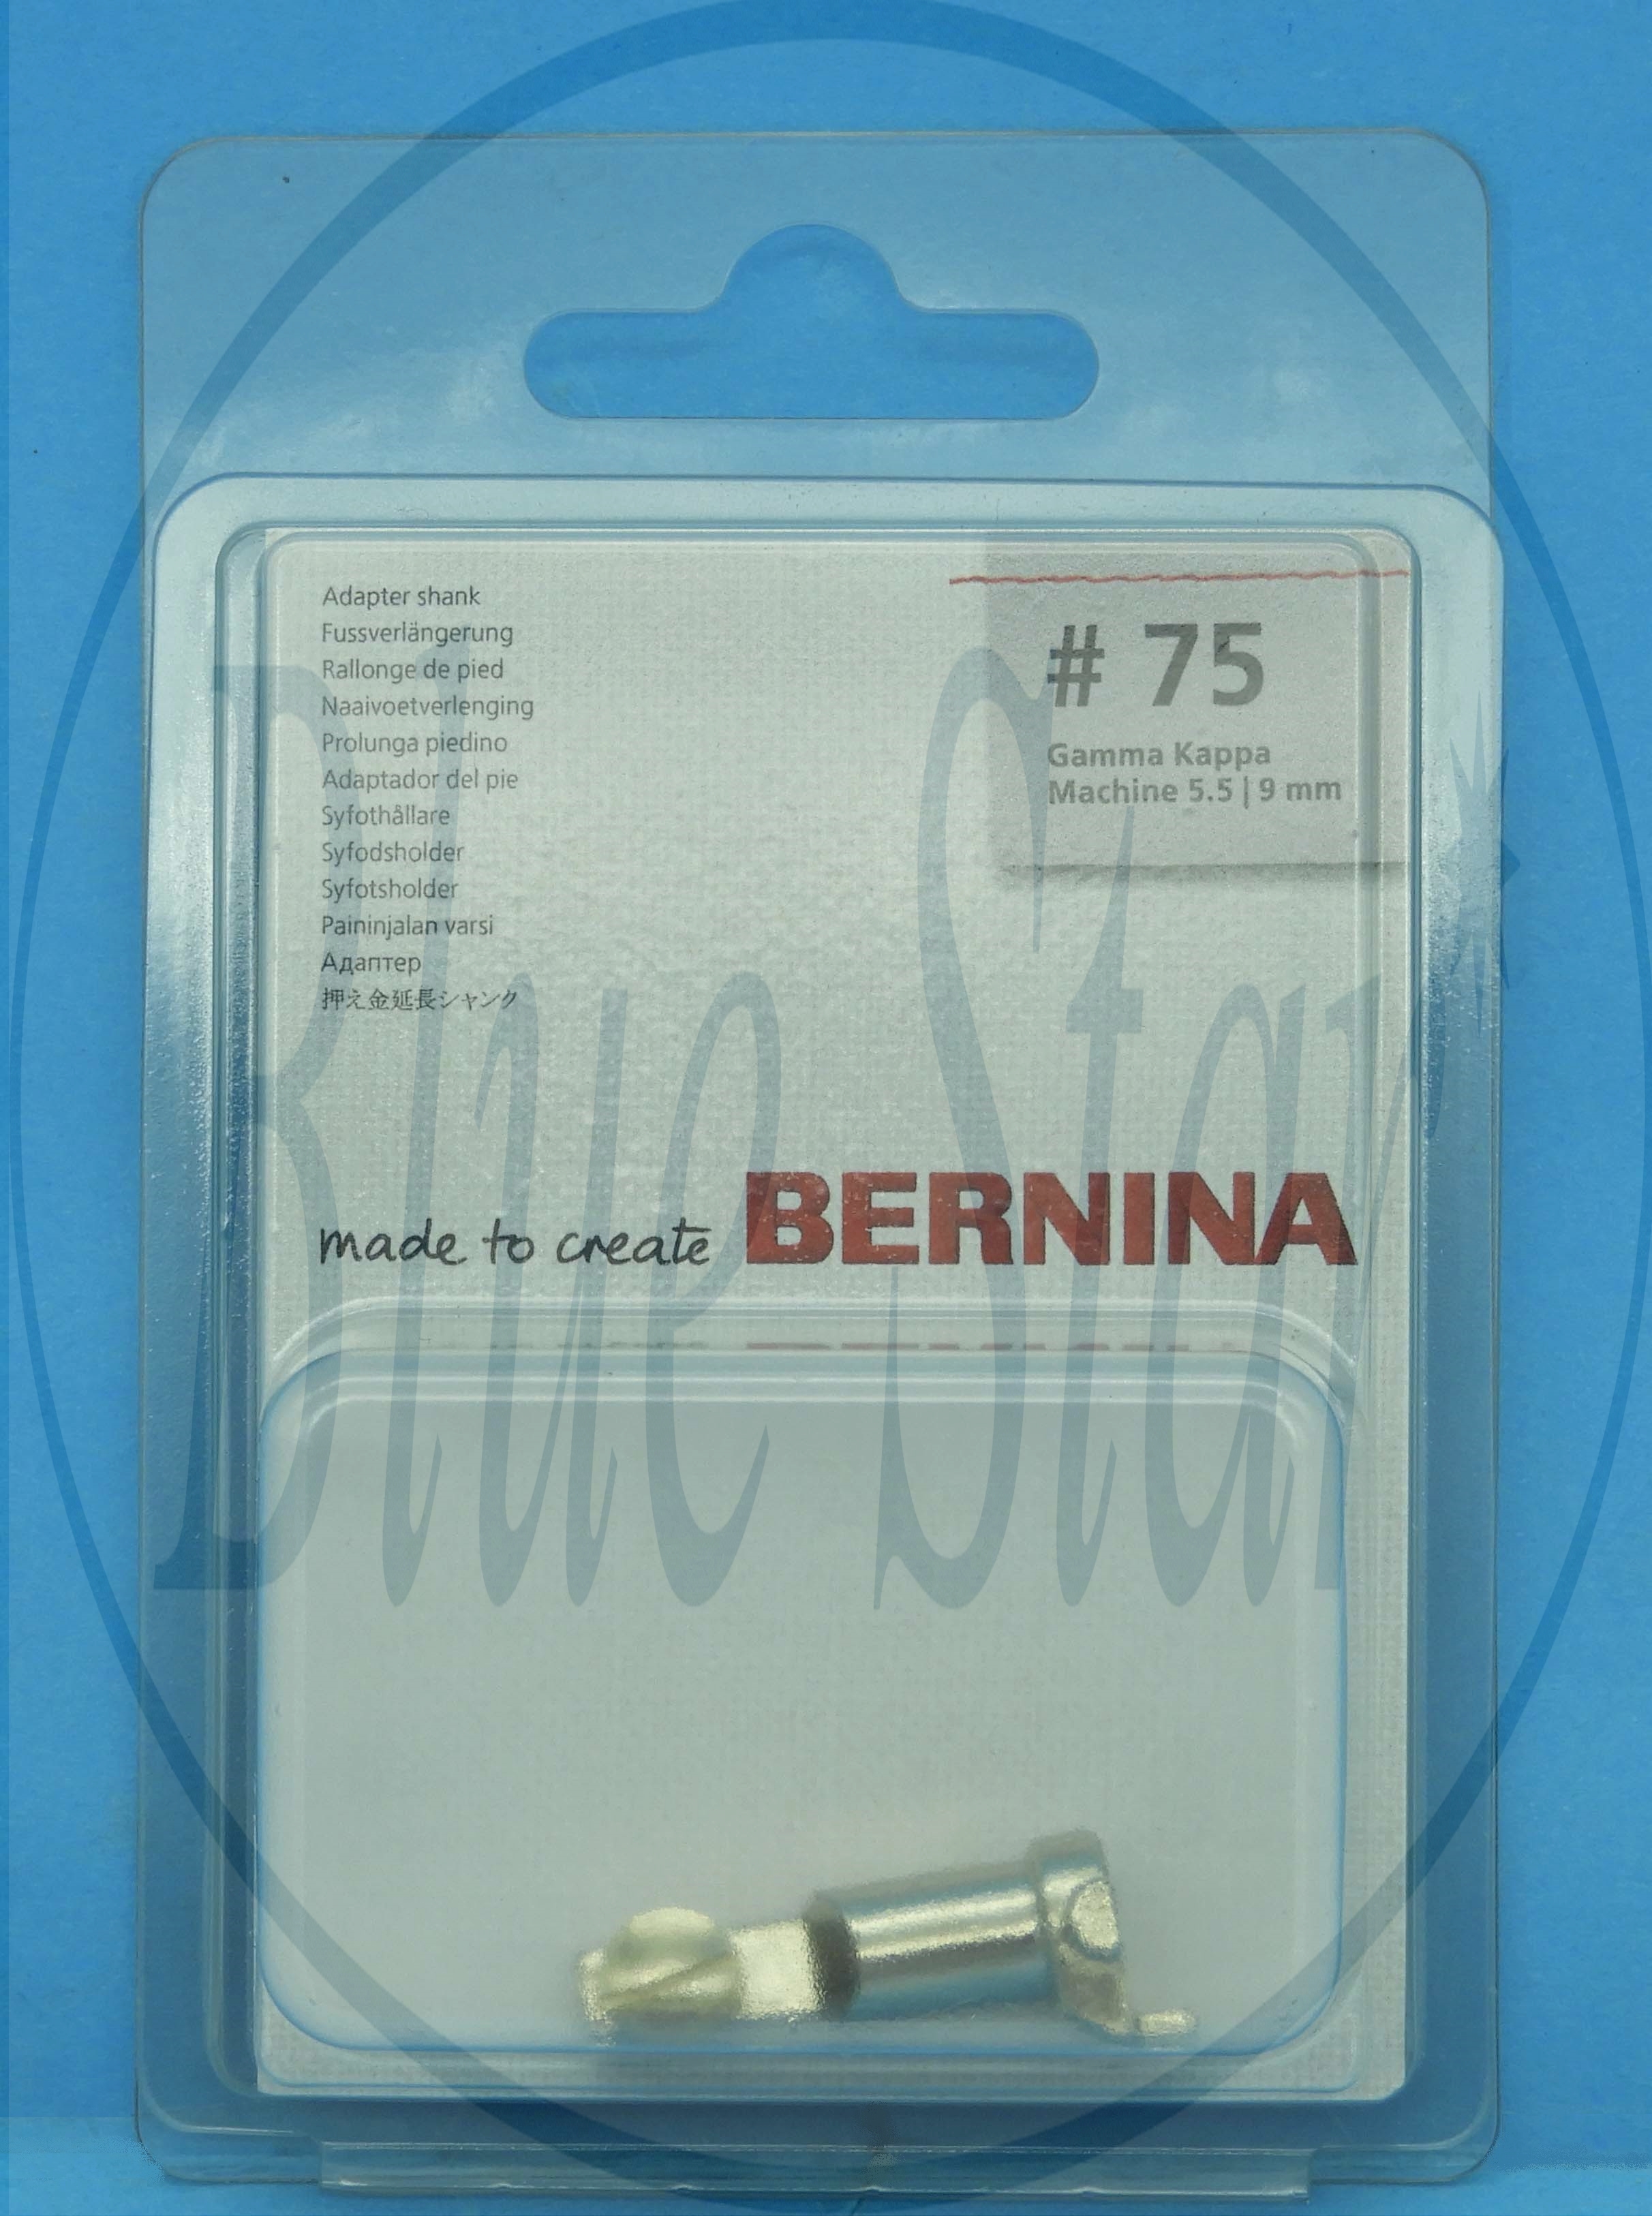 Adapter shank
Fussverlängerung
Rallonge de pied
Naaivoetverlenging
Prolunga piedino
Adaptador del pie
Syfothållare
Syfodsholder
Syfotsholder
Paininjalan varsi
Адаптер
押え金延長シャンク
# 75
Gamma Kappa
Machine 5.5 | 9 mm
made to create BERNINA
Blue Star